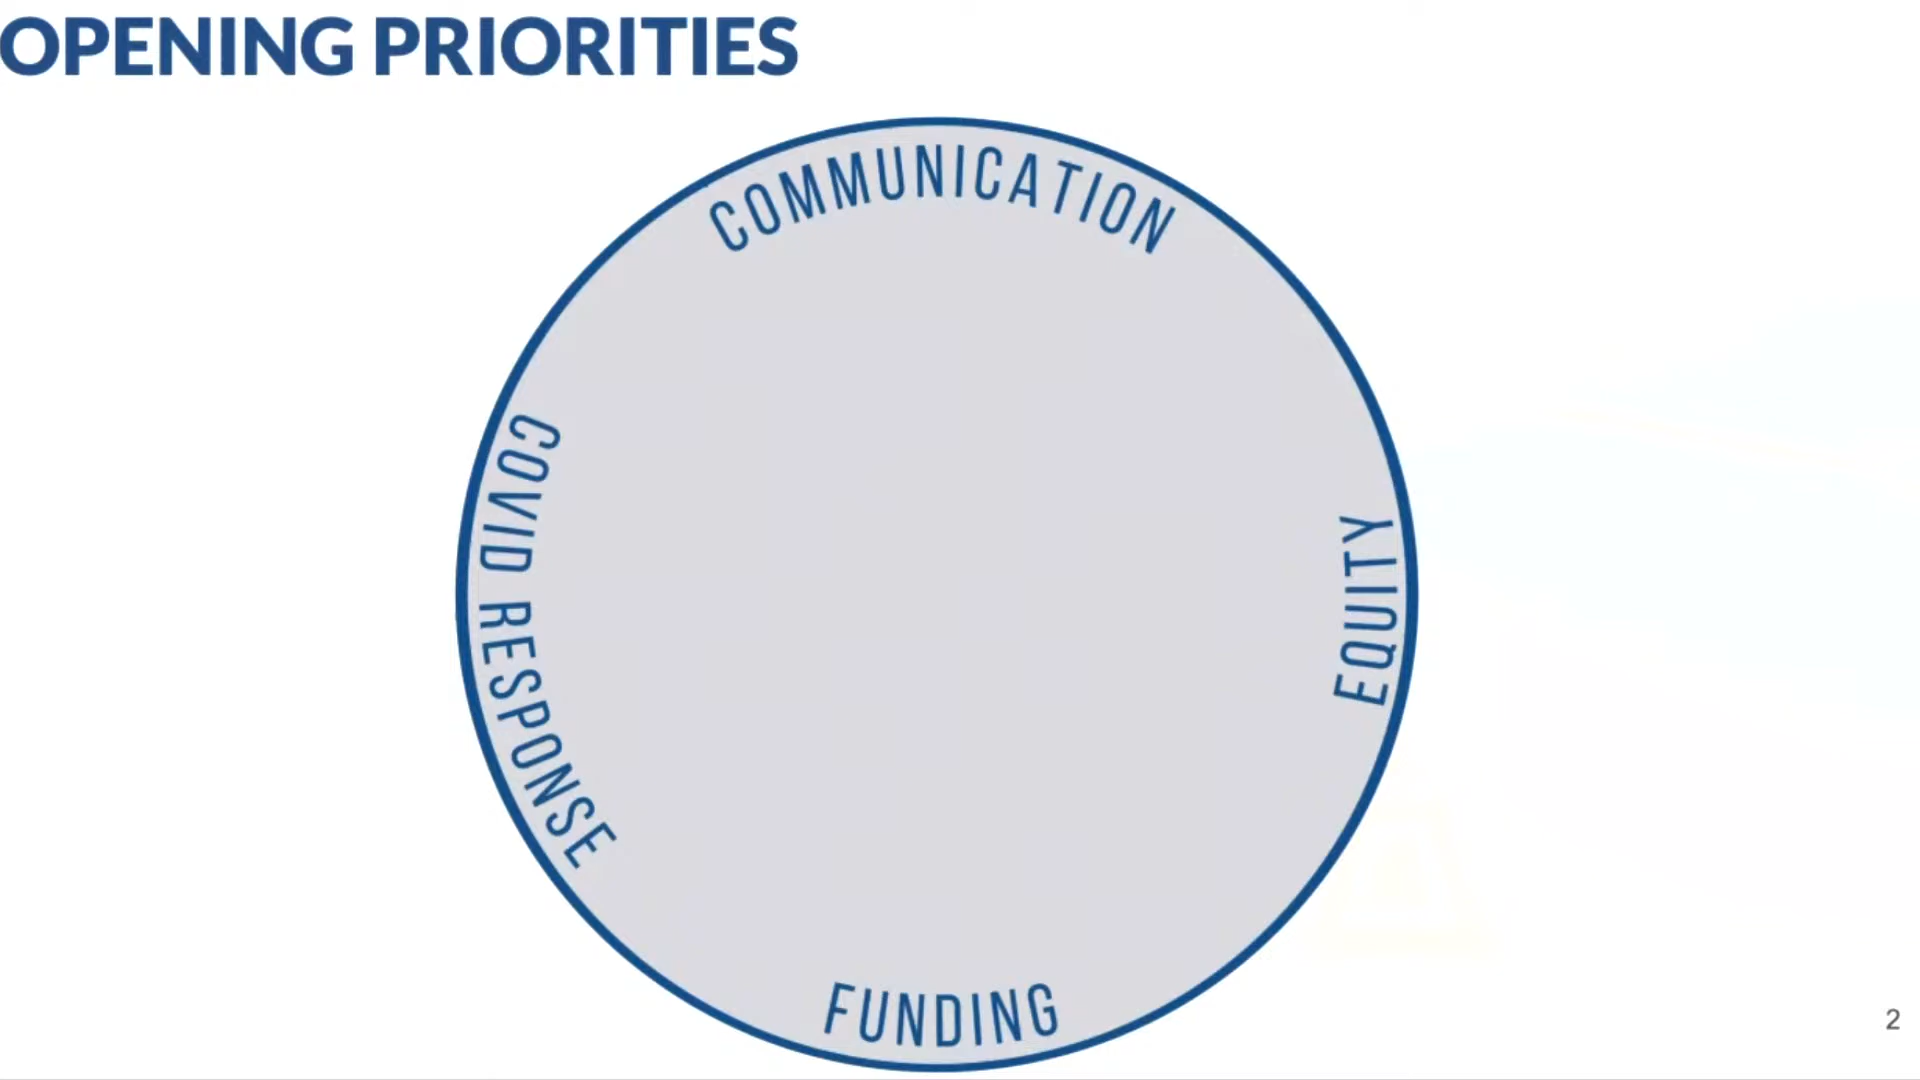 OPENING PRIORITIES
COMMUNICATION
COVID RESPONSE
EQUITY
FUNDING
2